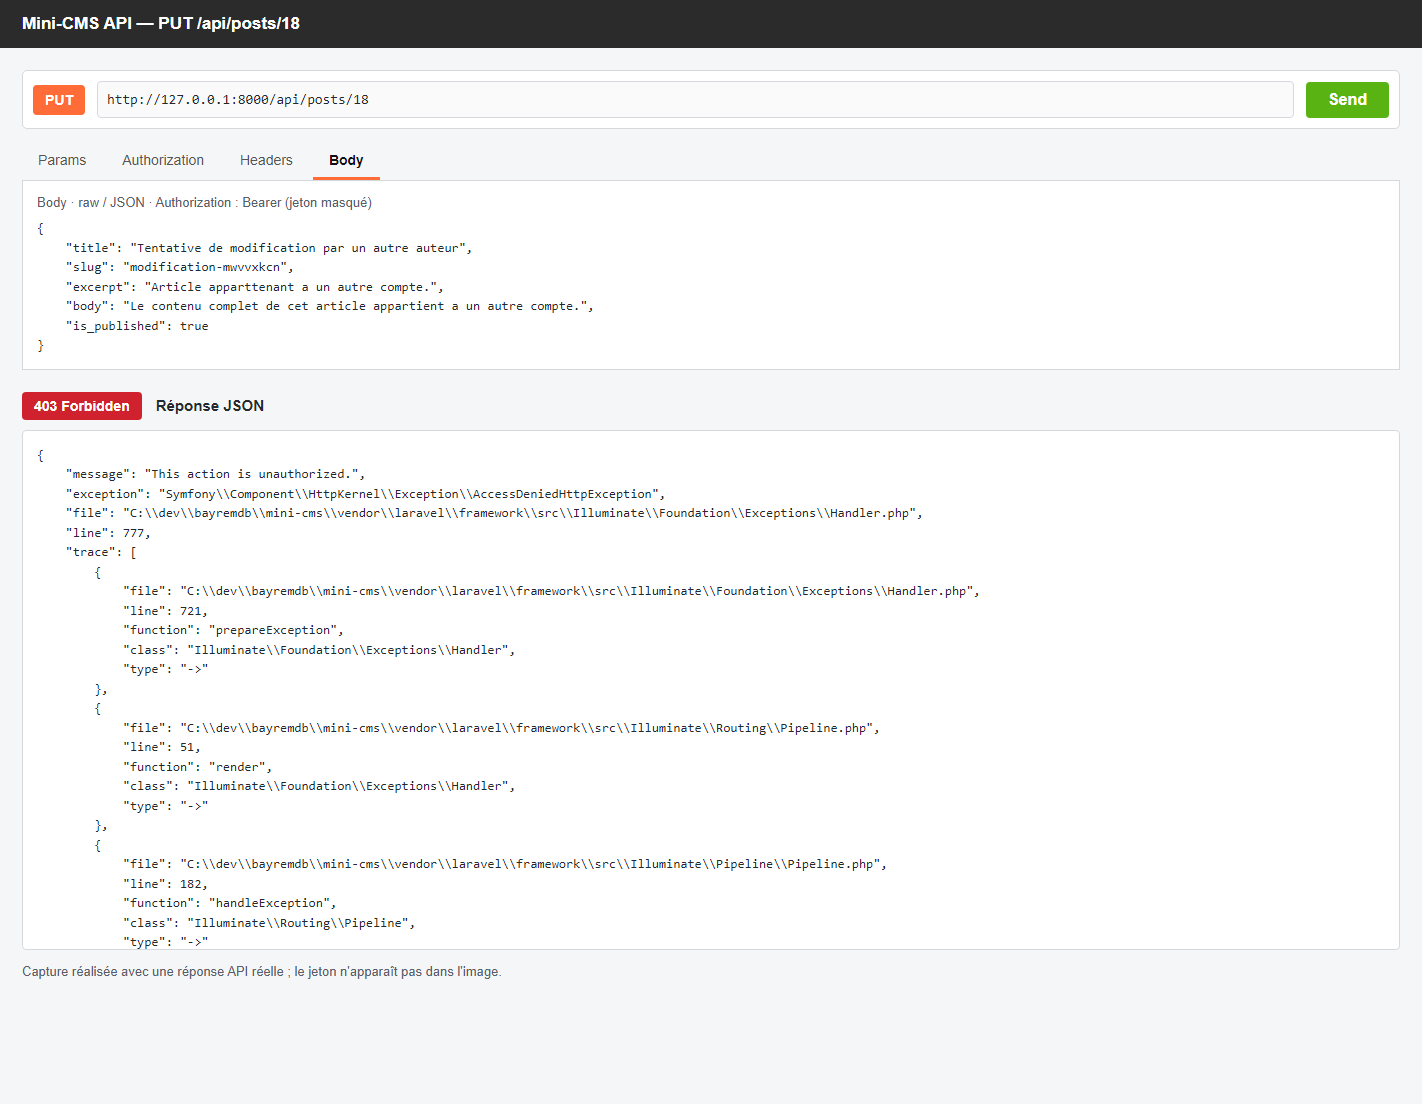 Mini-CMS API — PUT /api/posts/18
PUT
http://127.0.0.1:8000/api/posts/18
Send
Params Authorization Headers Body
Body · raw / JSON · Authorization : Bearer (jeton masqué)
{
    "title": "Tentative de modification par un autre auteur",
    "slug": "modification-mwvvxkcn",
    "excerpt": "Article apparttenant a un autre compte.",
    "body": "Le contenu complet de cet article appartient a un autre compte.",
    "is_published": true
}
403 Forbidden Réponse JSON
{
    "message": "This action is unauthorized.",
    "exception": "Symfony\\Component\\HttpKernel\\Exception\\AccessDeniedHttpException",
    "file": "C:\\dev\\bayremdb\\mini-cms\\vendor\\laravel\\framework\\src\\Illuminate\\Foundation\\Exceptions\\Handler.php",
    "line": 777,
    "trace": [
        {
            "file": "C:\\dev\\bayremdb\\mini-cms\\vendor\\laravel\\framework\\src\\Illuminate\\Foundation\\Exceptions\\Handler.php",
            "line": 721,
            "function": "prepareException",
            "class": "Illuminate\\Foundation\\Exceptions\\Handler",
            "type": "->"
        },
        {
            "file": "C:\\dev\\bayremdb\\mini-cms\\vendor\\laravel\\framework\\src\\Illuminate\\Routing\\Pipeline.php",
            "line": 51,
            "function": "render",
            "class": "Illuminate\\Foundation\\Exceptions\\Handler",
            "type": "->"
        },
        {
            "file": "C:\\dev\\bayremdb\\mini-cms\\vendor\\laravel\\framework\\src\\Illuminate\\Pipeline\\Pipeline.php",
            "line": 182,
            "function": "handleException",
            "class": "Illuminate\\Routing\\Pipeline",
            "type": "->"
Capture réalisée avec une réponse API réelle ; le jeton n'apparaît pas dans l'image.